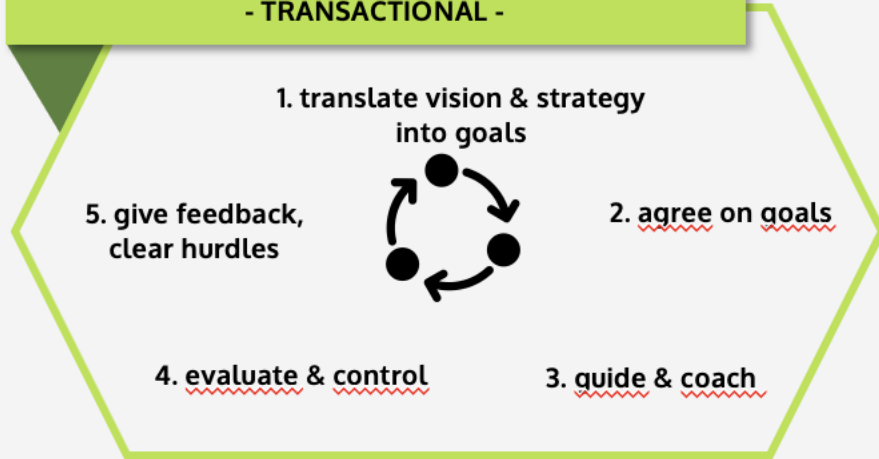 - TRANSACTIONAL -
1. translate vision & strategy
into goals
2. agree on goals
3. guide & coach
4. evaluate & control
5. give feedback,
clear hurdles